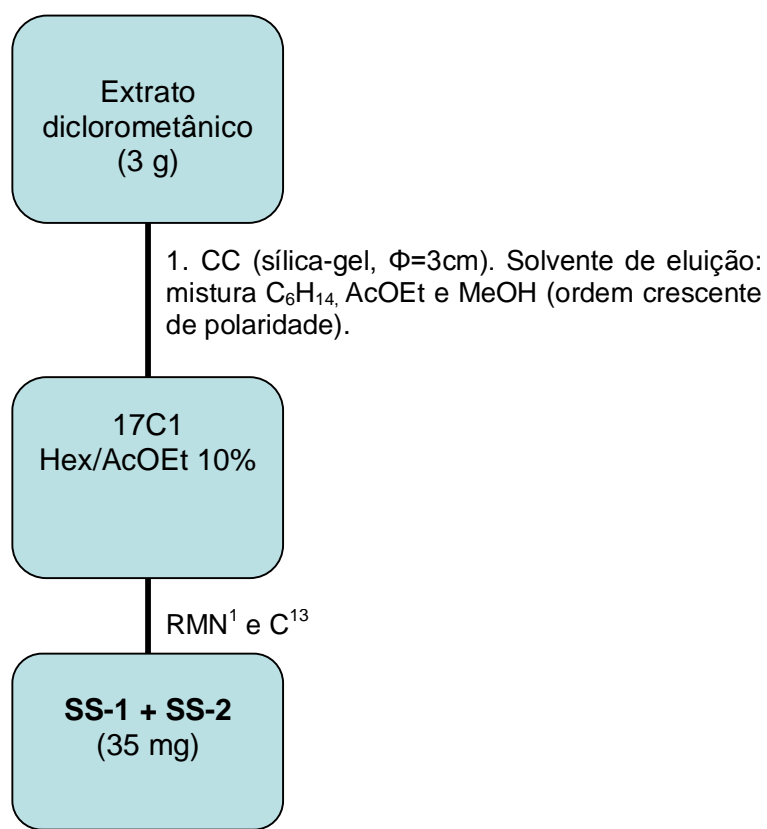 Extrato
diclorometânico
(3 g)
1. CC (sílica-gel, Φ=3cm). Solvente de eluição:
mistura C₆H₁₄, AcOEt e MeOH (ordem crescente
de polaridade).
17C1
Hex/AcOEt 10%
RMN¹ e C¹³
SS-1 + SS-2
(35 mg)